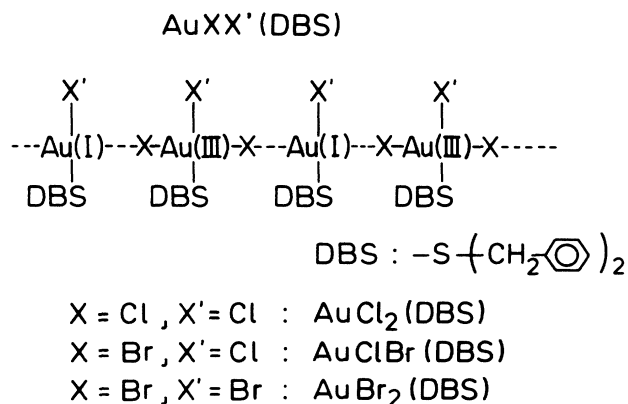 AuXX'(DBS)
X' X' X' X'
---Au(I)---X-Au(III)-X---Au(I)---X-Au(III)-X-----
DBS DBS DBS DBS
DBS : -S-(CH₂-)₂
X = Cl , X' = Cl : AuCl₂(DBS)
X = Br , X' = Cl : AuClBr(DBS)
X = Br , X' = Br : AuBr₂(DBS)